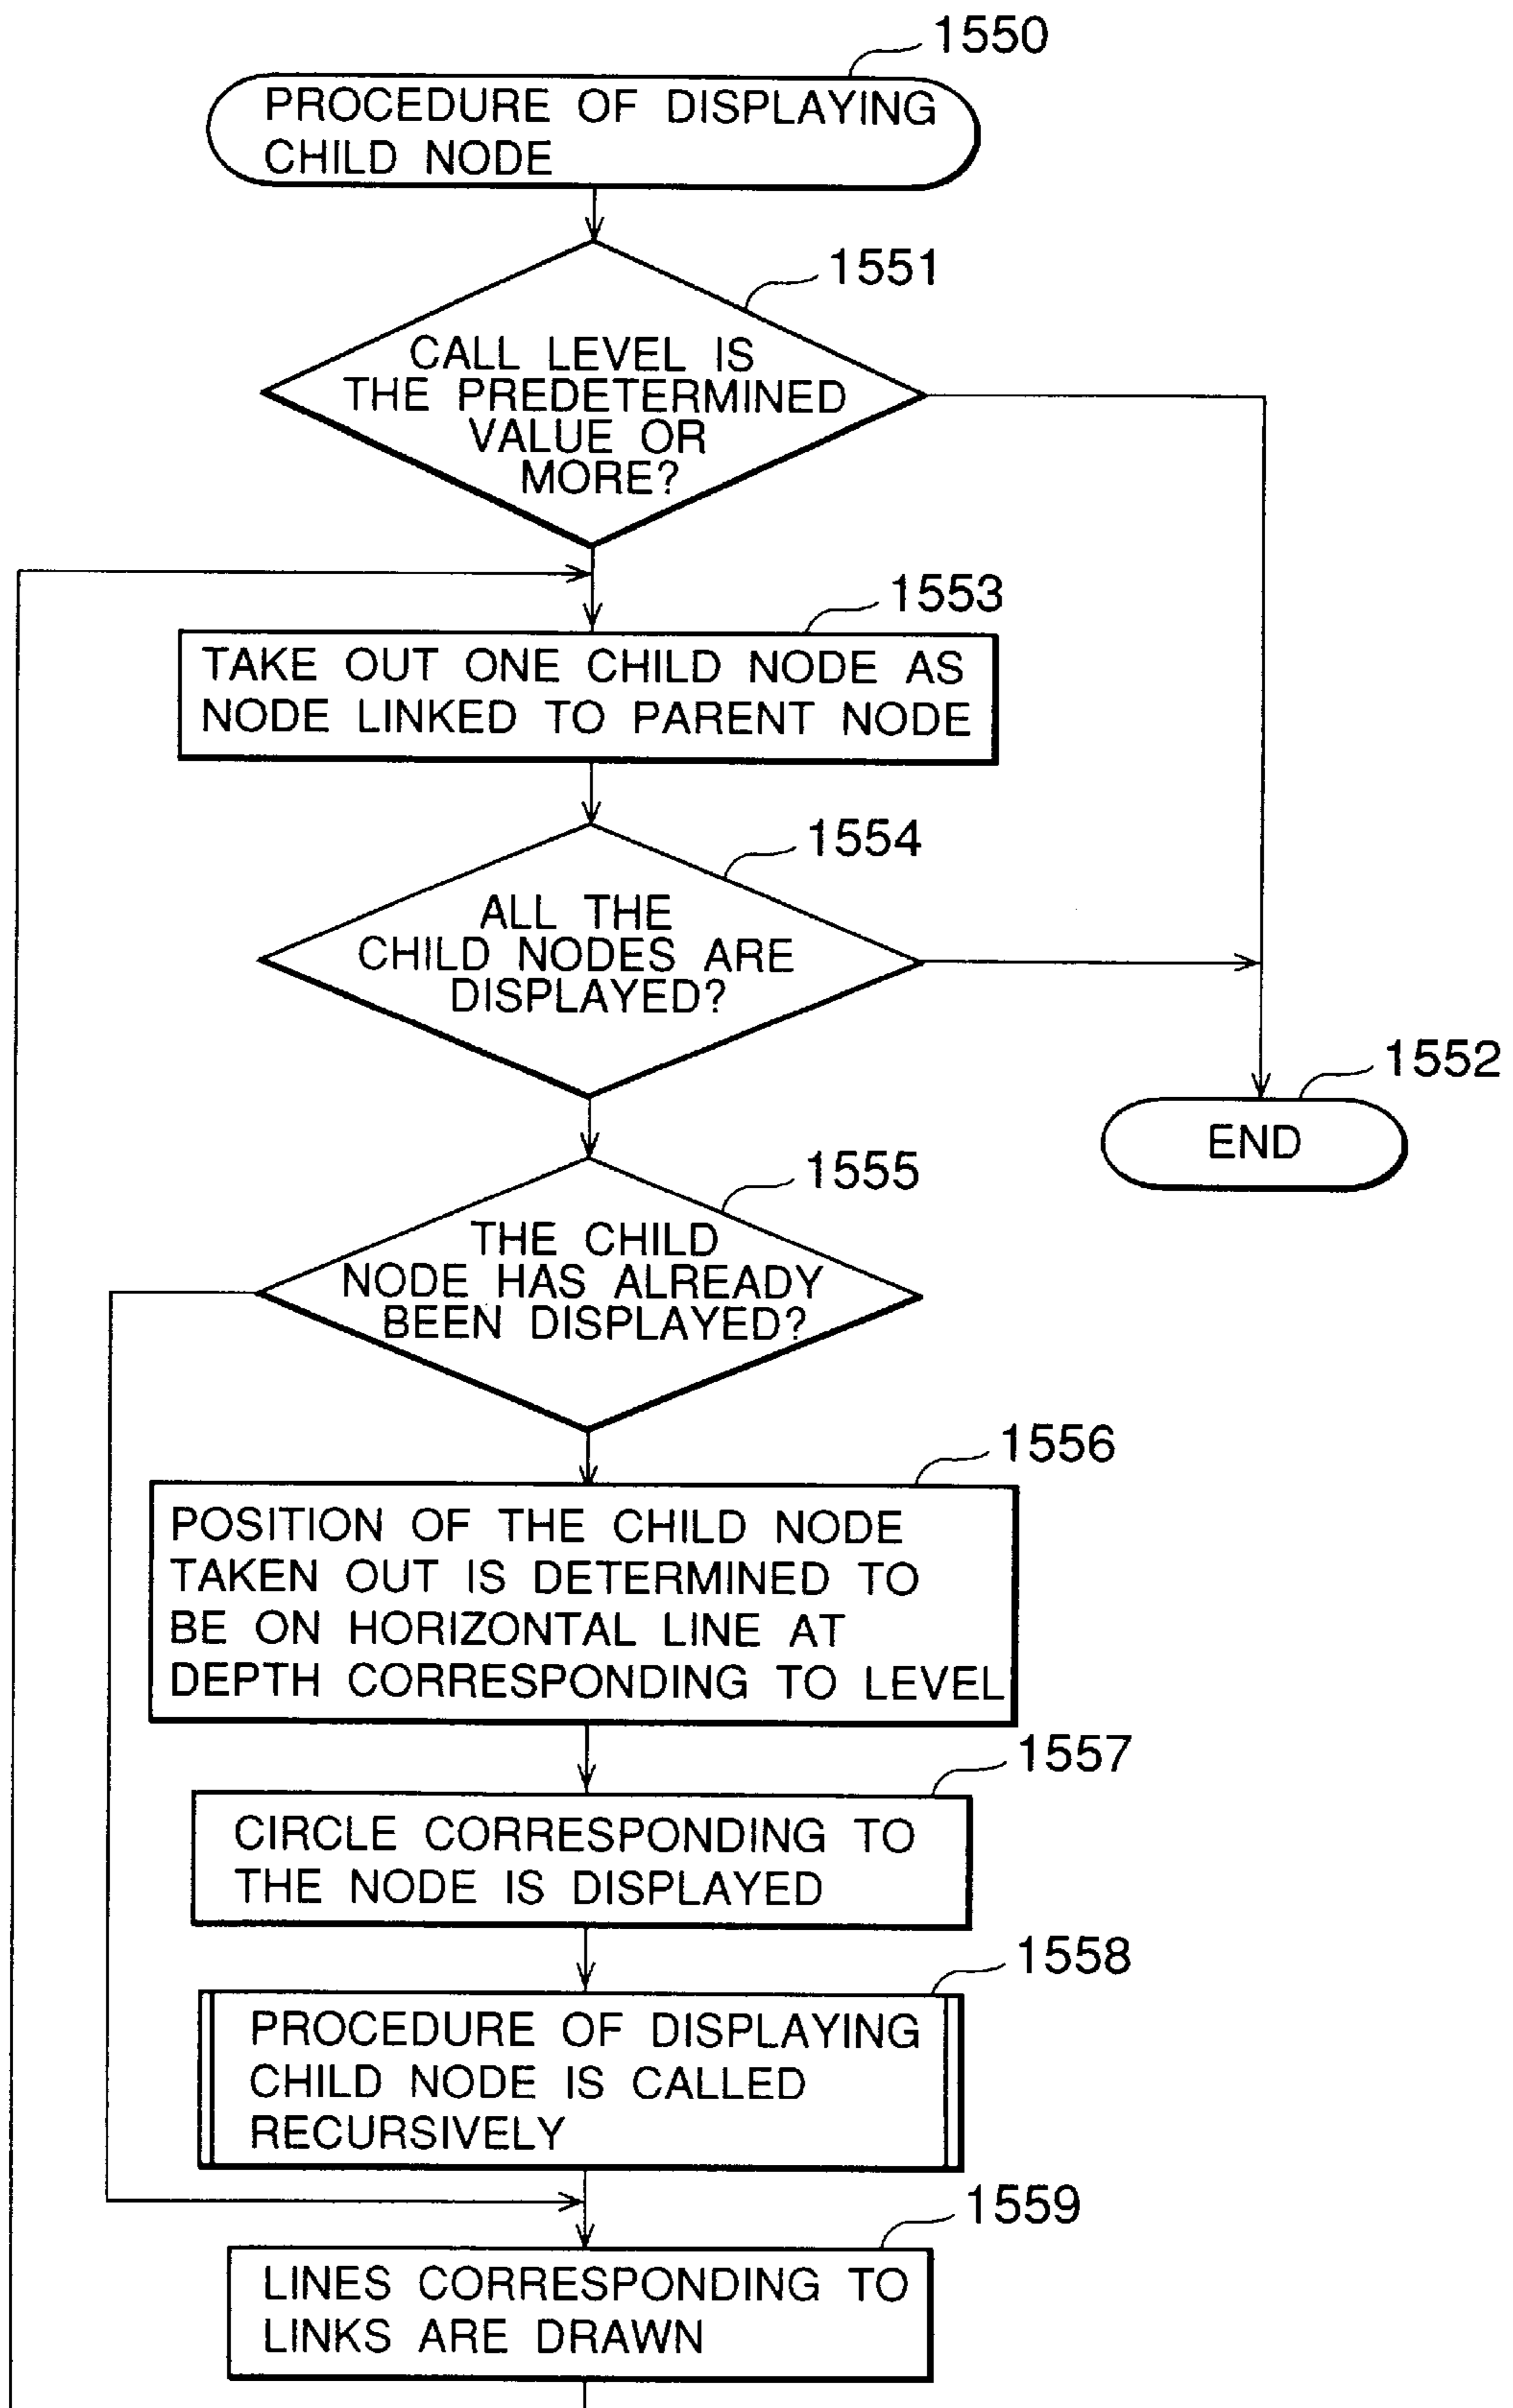 1550
PROCEDURE OF DISPLAYING
CHILD NODE
1551
CALL LEVEL IS
THE PREDETERMINED
VALUE OR
MORE?
1553
TAKE OUT ONE CHILD NODE AS
NODE LINKED TO PARENT NODE
1554
ALL THE
CHILD NODES ARE
DISPLAYED?
1552
END
1555
THE CHILD
NODE HAS ALREADY
BEEN DISPLAYED?
1556
POSITION OF THE CHILD NODE
TAKEN OUT IS DETERMINED TO
BE ON HORIZONTAL LINE AT
DEPTH CORRESPONDING TO LEVEL
1557
CIRCLE CORRESPONDING TO
THE NODE IS DISPLAYED
1558
PROCEDURE OF DISPLAYING
CHILD NODE IS CALLED
RECURSIVELY
1559
LINES CORRESPONDING TO
LINKS ARE DRAWN